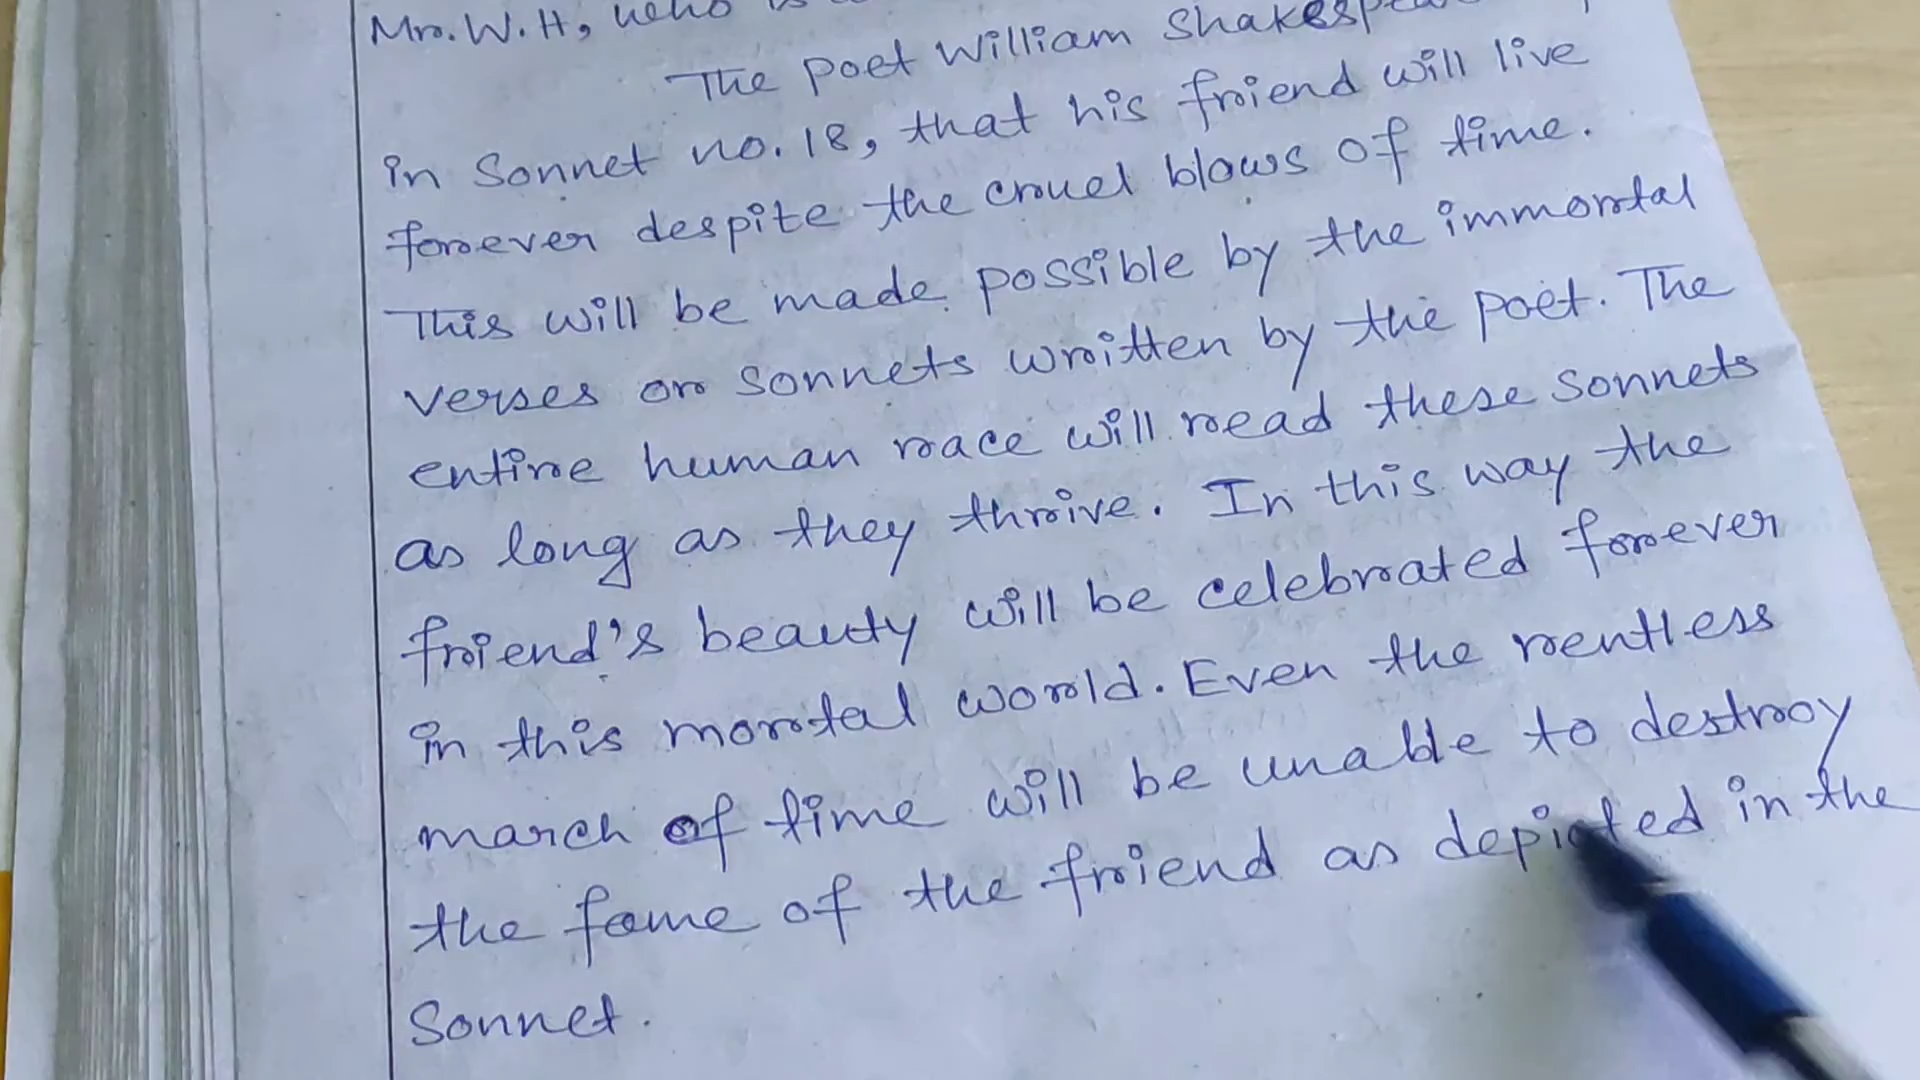 Mr. W. H, who is
The poet William Shakespeare
in Sonnet no. 18, that his friend will live
forever despite the cruel blows of time.
This will be made possible by the immortal
verses or sonnets written by the poet. The
entire human race will read these sonnets
as long as they thrive. In this way the
friend's beauty will be celebrated forever
in this mortal world. Even the rentless
march of time will be unable to destroy
the fame of the friend as depicted in the
Sonnet.